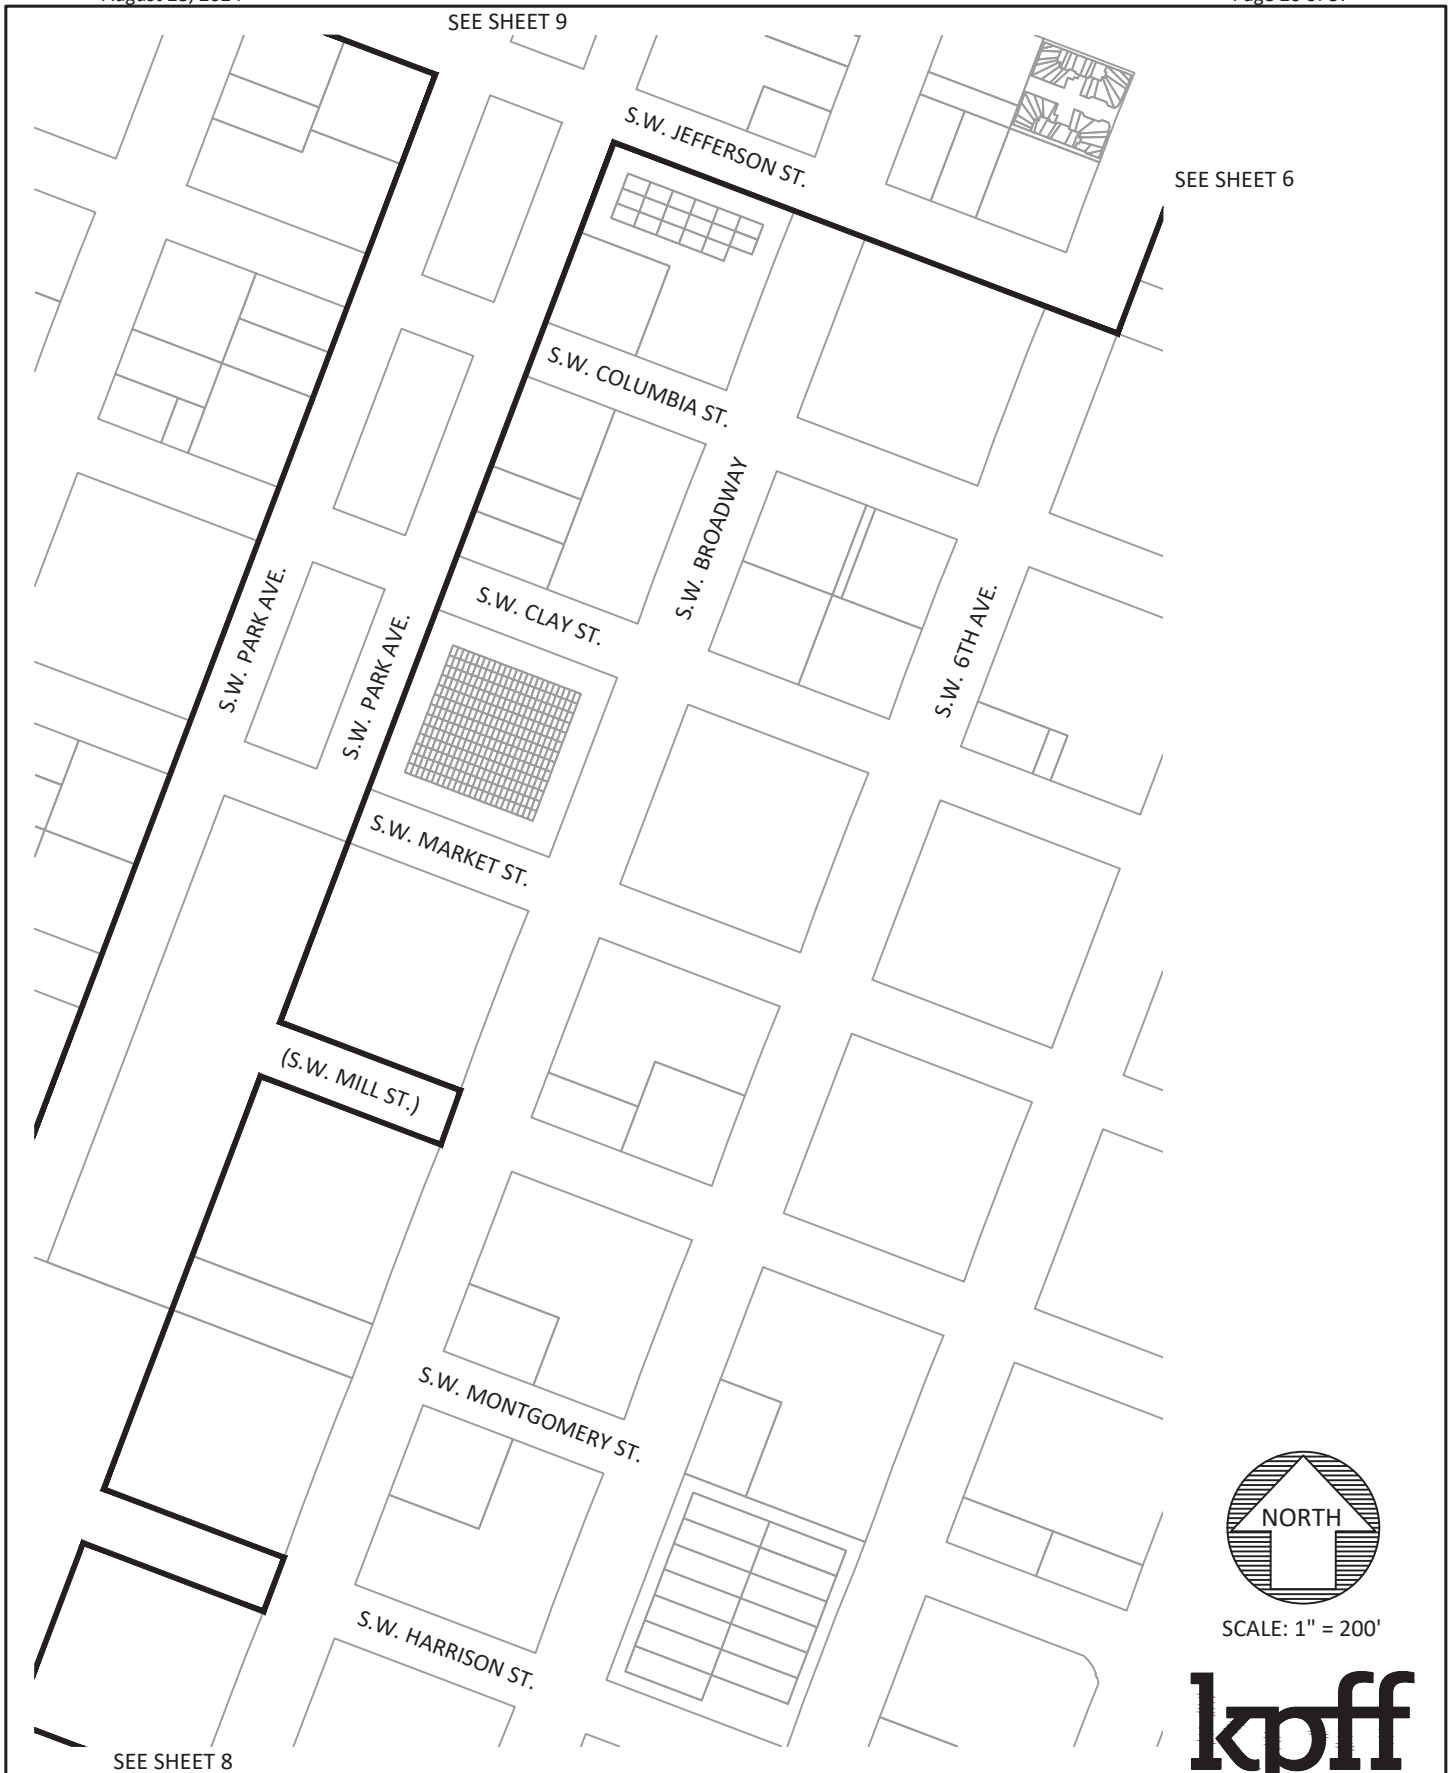 SEE SHEET 9
S.W. JEFFERSON ST.
SEE SHEET 6
S.W. COLUMBIA ST.
S.W. BROADWAY
S.W. CLAY ST.
S.W. PARK AVE.
S.W. PARK AVE.
S.W. 6TH AVE.
S.W. MARKET ST.
(S.W. MILL ST.)
S.W. MONTGOMERY ST.
NORTH
SCALE: 1" = 200'
S.W. HARRISON ST.
kpff
SEE SHEET 8